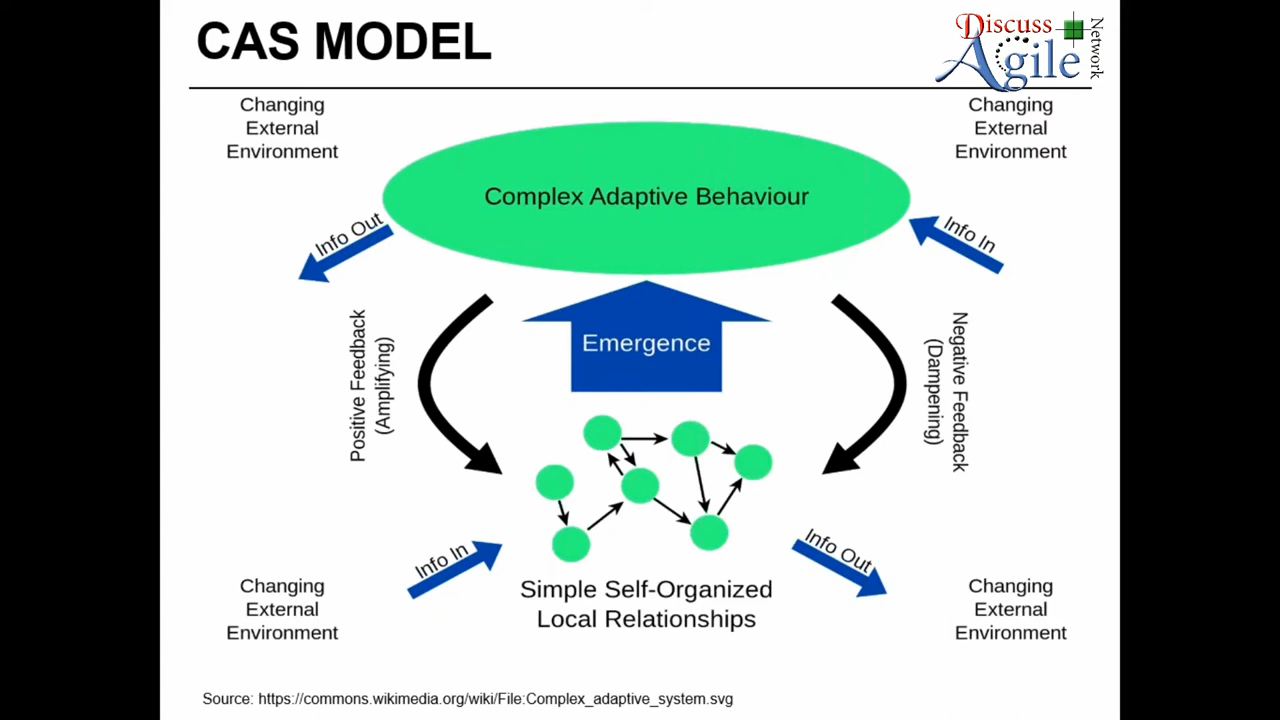 CAS MODEL
Discuss
Agile
Network
Changing
External
Environment
Changing
External
Environment
Complex Adaptive Behaviour
Info Out
Info In
Positive Feedback
(Amplifying)
Emergence
Negative Feedback
(Dampening)
Info In
Info Out
Simple Self-Organized
Local Relationships
Changing
External
Environment
Changing
External
Environment
Source: https://commons.wikimedia.org/wiki/File:Complex_adaptive_system.svg